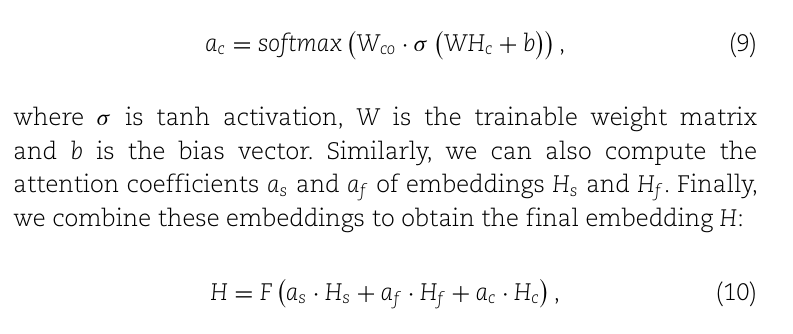 a_c = softmax (W_co · σ (WH_c + b)) , (9)
where σ is tanh activation, W is the trainable weight matrix
and b is the bias vector. Similarly, we can also compute the
attention coefficients a_s and a_f of embeddings H_s and H_f. Finally,
we combine these embeddings to obtain the final embedding H:
H = F (a_s · H_s + a_f · H_f + a_c · H_c) , (10)